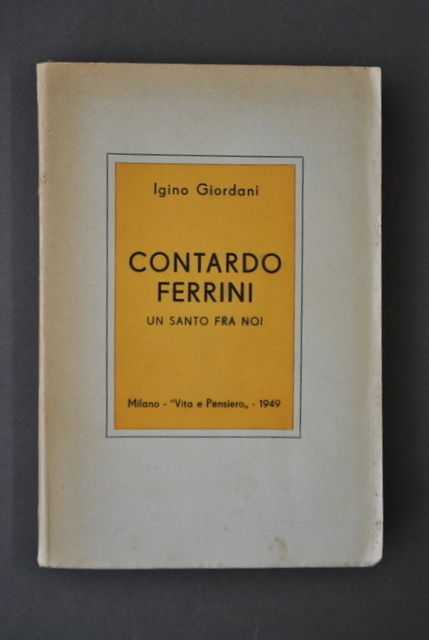 Igino Giordani
CONTARDO
FERRINI
UN SANTO FRA NOI
Milano - "Vita e Pensiero„ - 1949